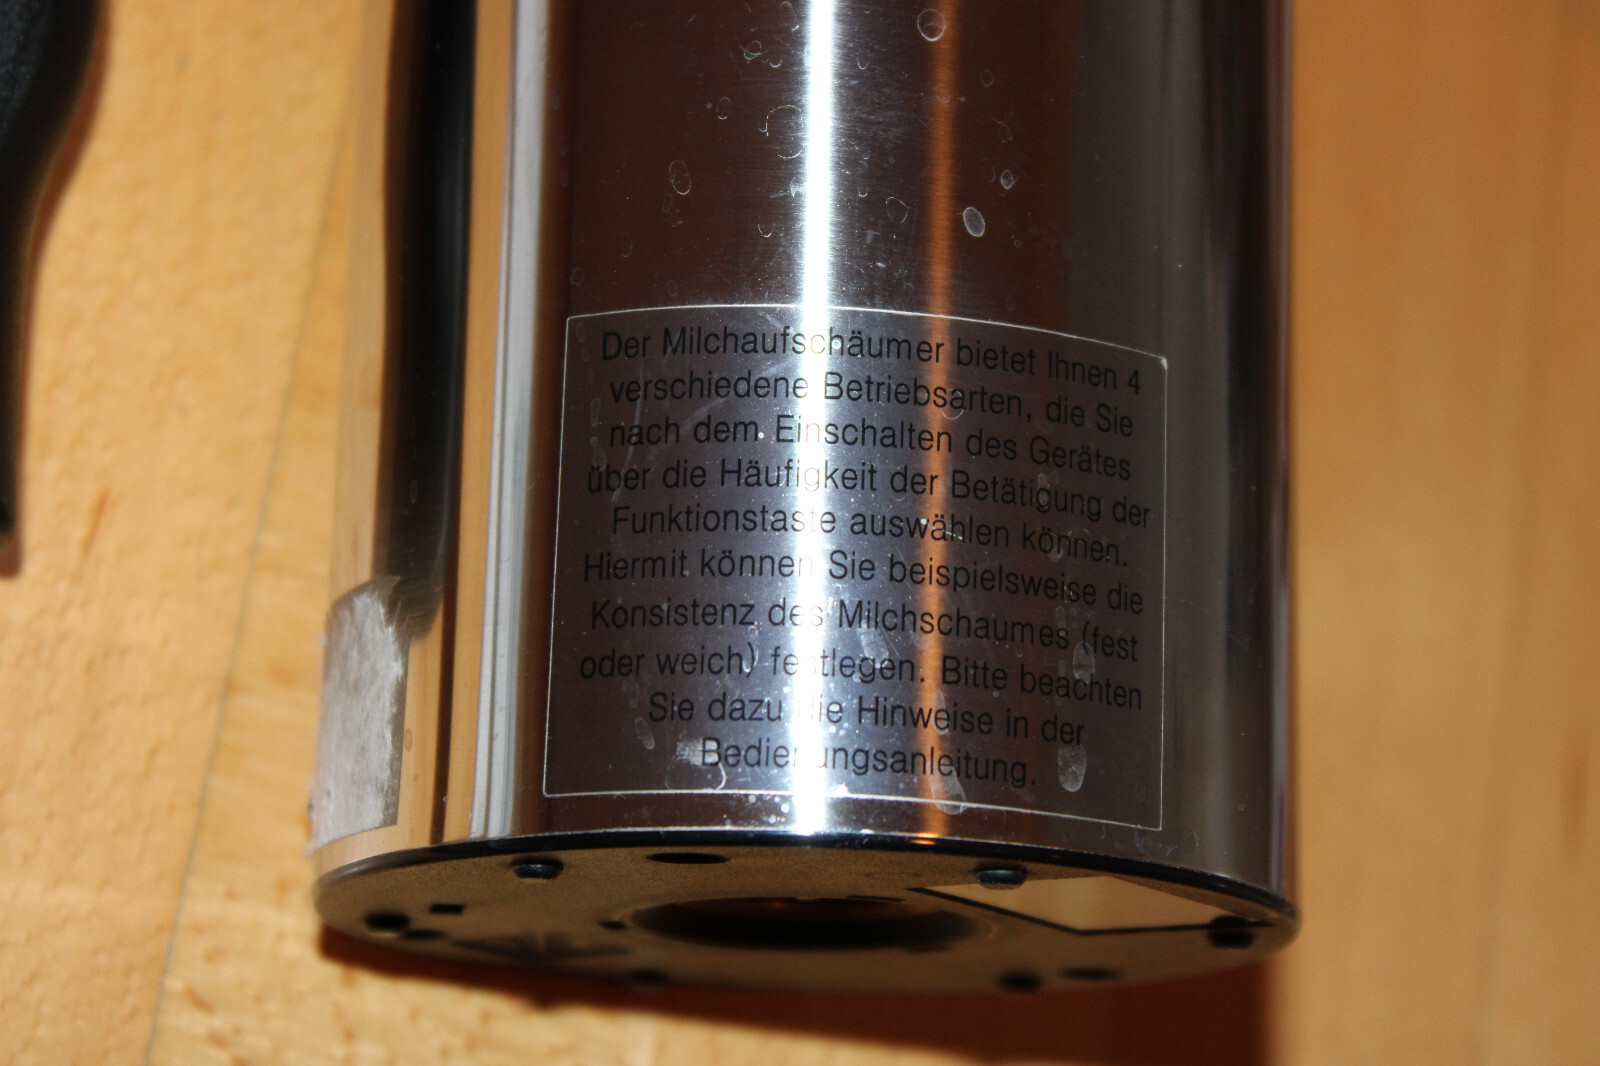 Der Milchaufschäumer bietet Ihnen 4
verschiedene Betriebsarten, die Sie
nach dem Einschalten des Gerätes
über die Häufigkeit der Betätigung der
Funktionstaste auswählen können.
Hiermit können Sie beispielsweise die
Konsistenz des Milchschaumes (fest
oder weich) festlegen. Bitte beachten
Sie dazu die Hinweise in der
Bedienungsanleitung.